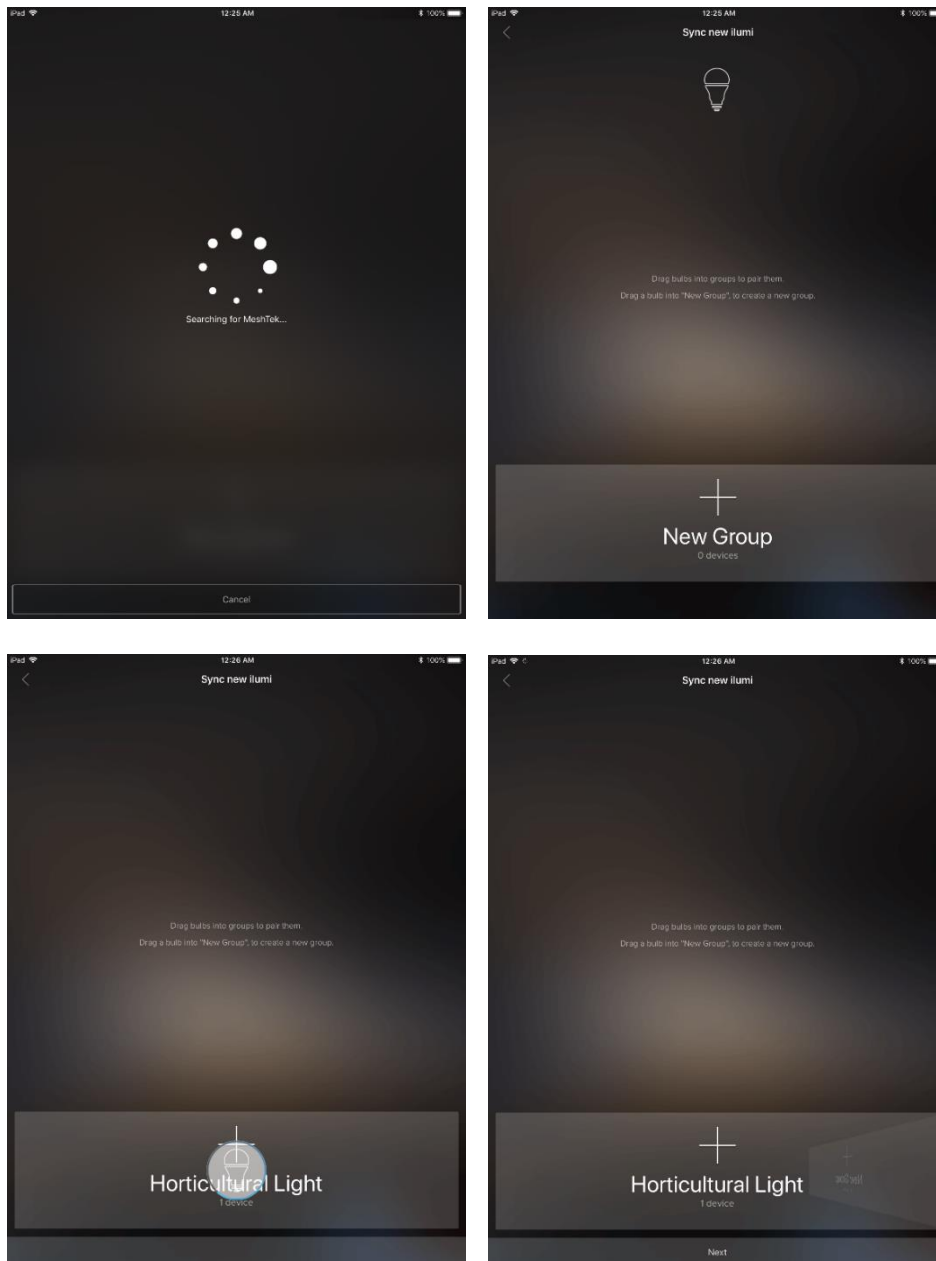 iPad 12:25 AM 100%
Searching for MeshTek...
Cancel
iPad 12:25 AM 100%
Sync new ilumi
Drag bulbs into groups to pair them.
Drag a bulb into "New Group", to create a new group.
New Group
0 devices
iPad 12:26 AM 100%
Sync new ilumi
Drag bulbs into groups to pair them.
Drag a bulb into "New Group", to create a new group.
Horticultural Light
1 device
iPad 12:26 AM 100%
Sync new ilumi
Drag bulbs into groups to pair them.
Drag a bulb into "New Group", to create a new group.
Horticultural Light
1 device
Next